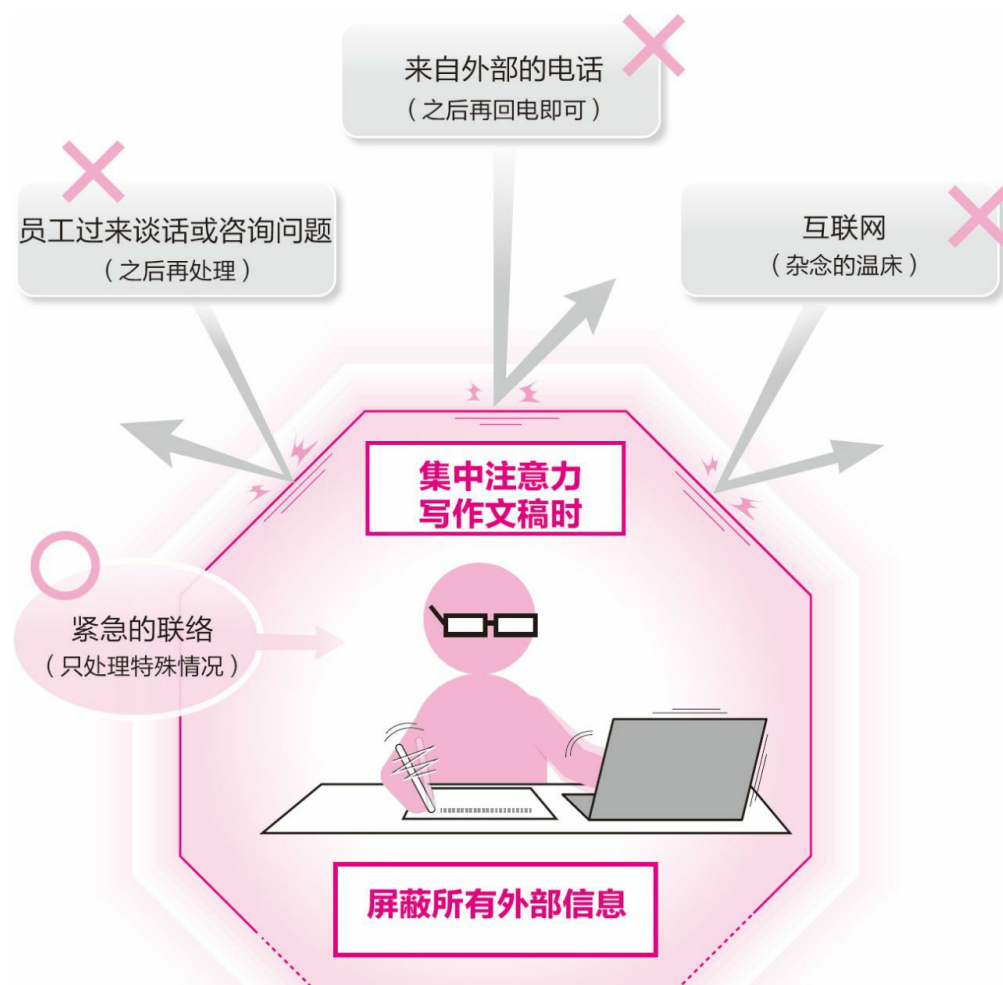 来自外部的电话
（之后再回电即可）
员工过来谈话或咨询问题
（之后再处理）
互联网
（杂念的温床）
集中注意力
写作文稿时
紧急的联络
（只处理特殊情况）
屏蔽所有外部信息